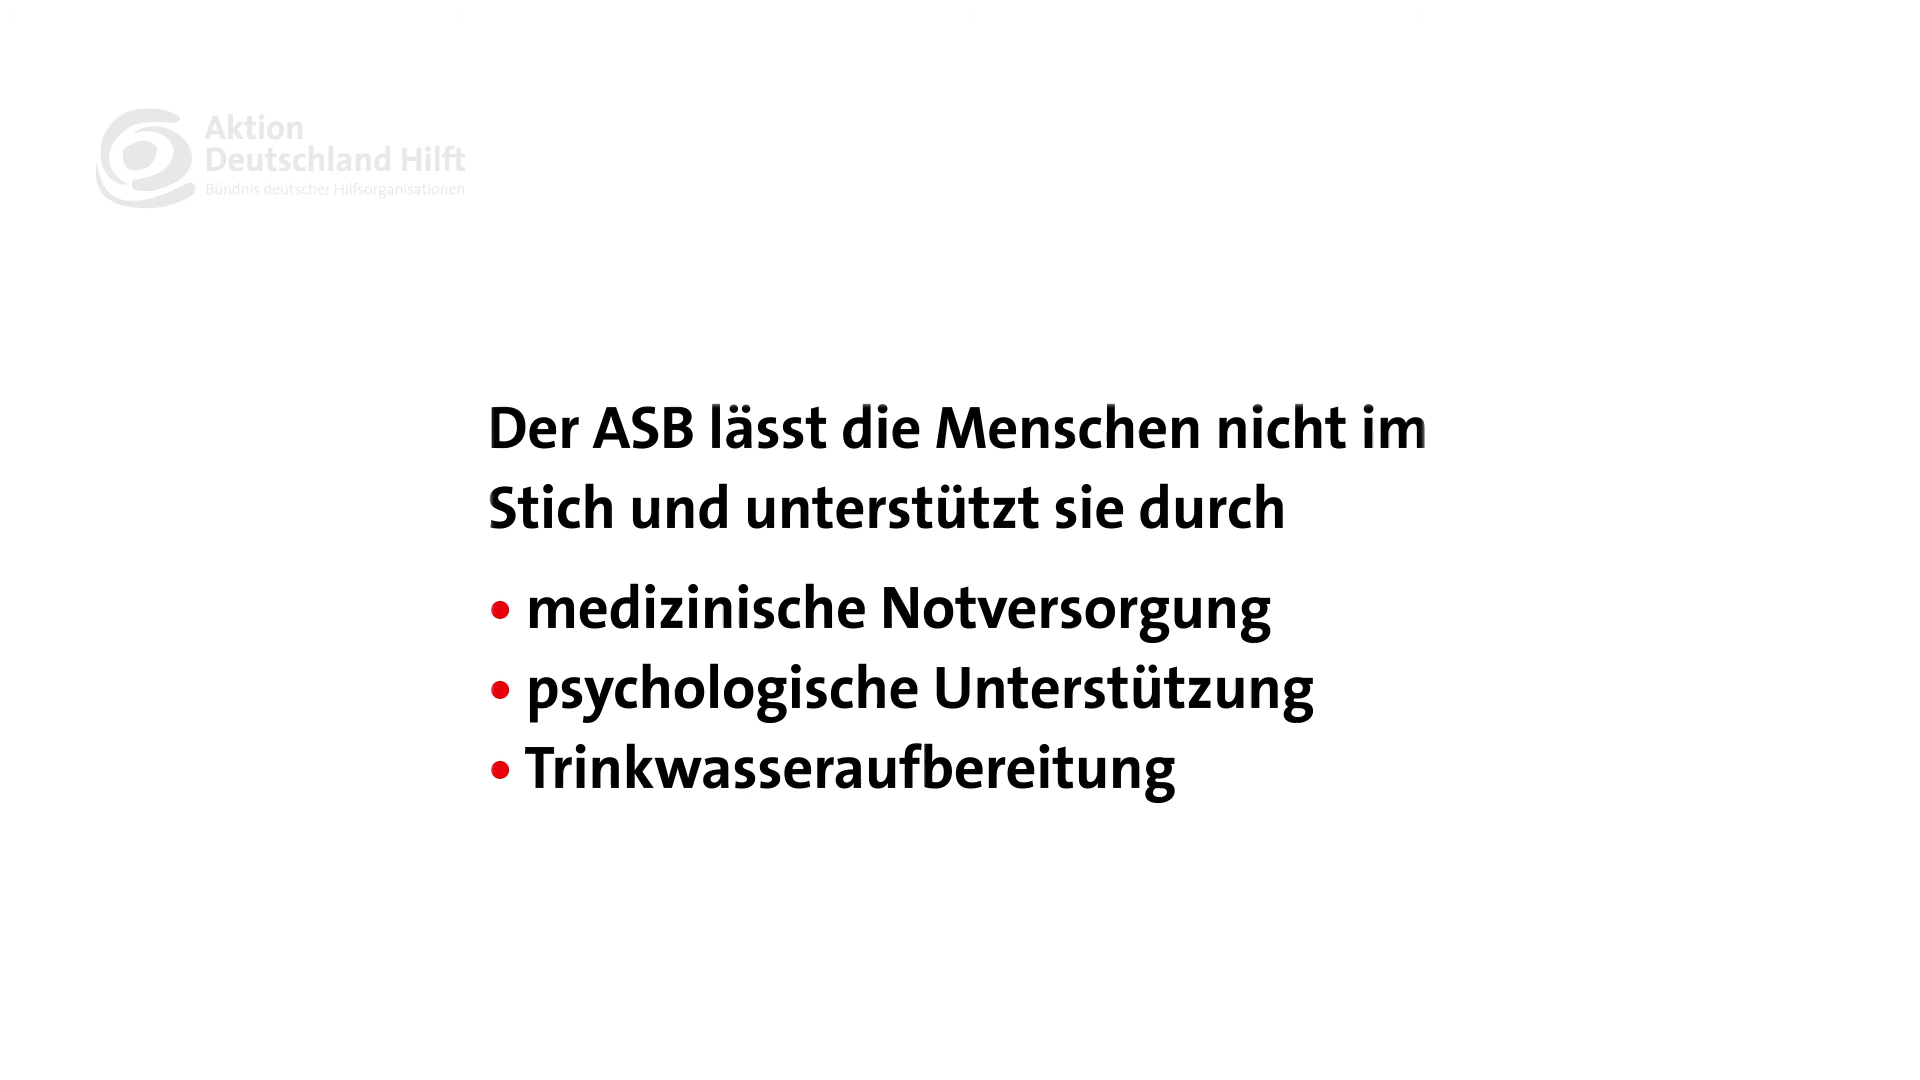 Aktion
Deutschland Hilft
Bündnis deutscher Hilfsorganisationen
Der ASB lässt die Menschen nicht im
Stich und unterstützt sie durch
• medizinische Notversorgung
• psychologische Unterstützung
• Trinkwasseraufbereitung